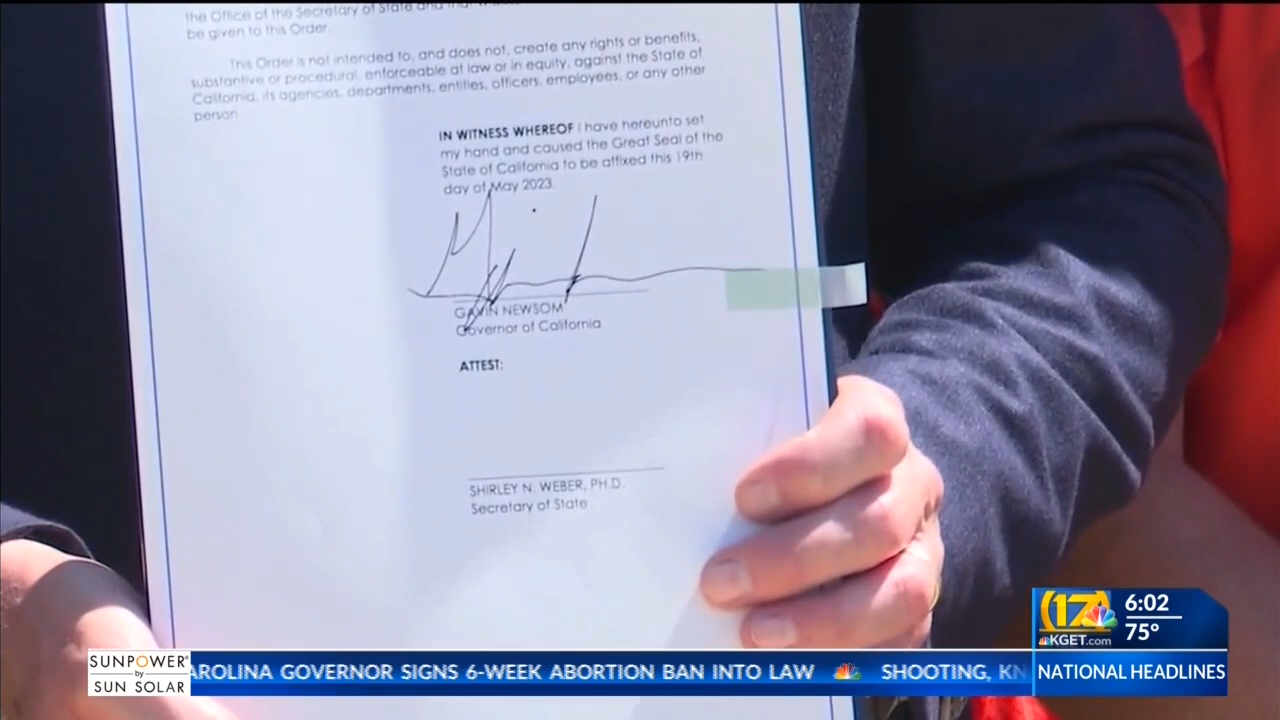 the Office of the Secretary of State and that
be given to this Order.
This Order is not intended to, and does not, create any rights or benefits,
substantive or procedural, enforceable at law or in equity, against the State of
California, its agencies, departments, entities, officers, employees, or any other
person.
IN WITNESS WHEREOF I have hereunto set
my hand and caused the Great Seal of the
State of California to be affixed this 19th
day of May 2023.
GAVIN NEWSOM
Governor of California
ATTEST:
SHIRLEY N. WEBER, PH.D.
Secretary of State
17
KGET.com
6:02
75°
SUNPOWER®
by
SUN SOLAR
AROLINA GOVERNOR SIGNS 6-WEEK ABORTION BAN INTO LAW SHOOTING, KN
NATIONAL HEADLINES